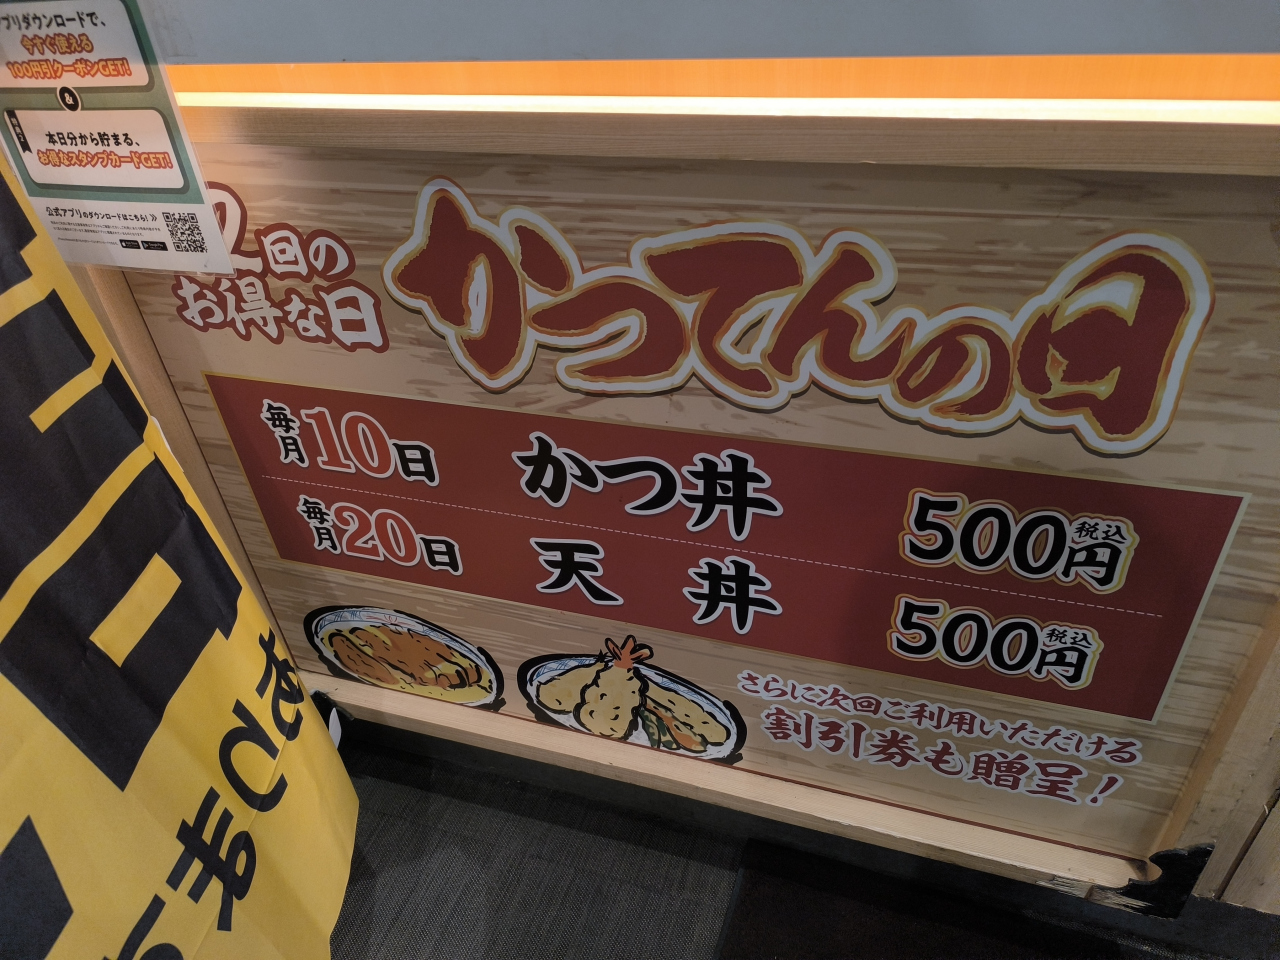 プリダウンロードで、
今すぐ使える
100円引クーポンGET!
&
本日分から貯まる、
お得なスタンプカードGET!
公式アプリのダウンロードはこちら! >>
2回の
お得な日
かつてんの日
毎月10日 かつ丼 500円 税込
毎月20日 天丼 500円 税込
さらに次回ご利用いただける
割引券も贈呈!